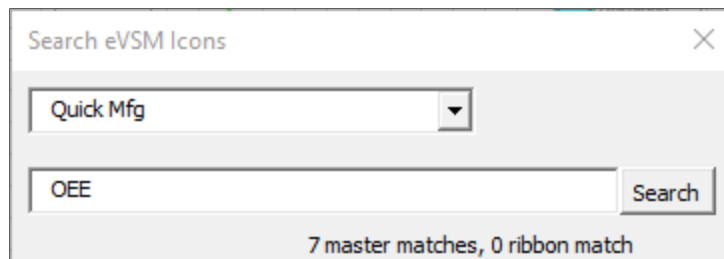 Search eVSM Icons
Quick Mfg
OEE
Search
7 master matches, 0 ribbon match